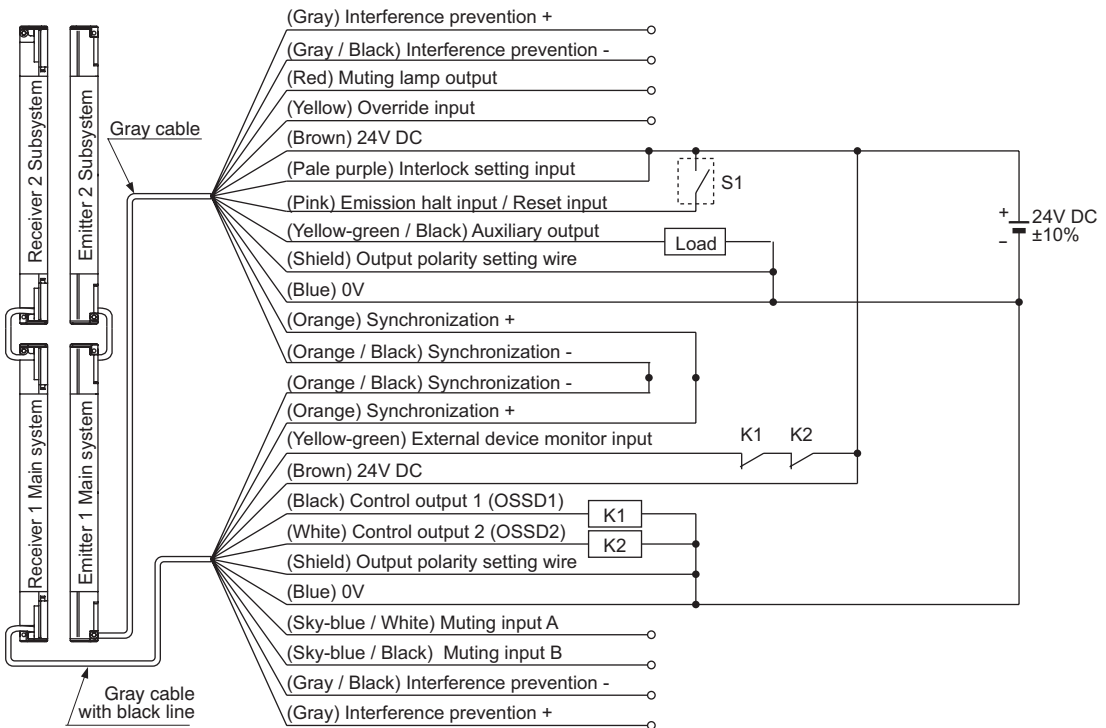 (Gray) Interference prevention +
(Gray / Black) Interference prevention -
(Red) Muting lamp output
(Yellow) Override input
(Brown) 24V DC
(Pale purple) Interlock setting input
(Pink) Emission halt input / Reset input
(Yellow-green / Black) Auxiliary output
(Shield) Output polarity setting wire
(Blue) 0V
(Orange) Synchronization +
(Orange / Black) Synchronization -
(Orange / Black) Synchronization -
(Orange) Synchronization +
(Yellow-green) External device monitor input
(Brown) 24V DC
(Black) Control output 1 (OSSD1)
(White) Control output 2 (OSSD2)
(Shield) Output polarity setting wire
(Blue) 0V
(Sky-blue / White) Muting input A
(Sky-blue / Black) Muting input B
(Gray / Black) Interference prevention -
(Gray) Interference prevention +
Receiver 2 Subsystem
Emitter 2 Subsystem
Receiver 1 Main system
Emitter 1 Main system
Gray cable
Gray cable
with black line
S1
Load
+
24V DC
±10%
–
K1
K2
K1
K2